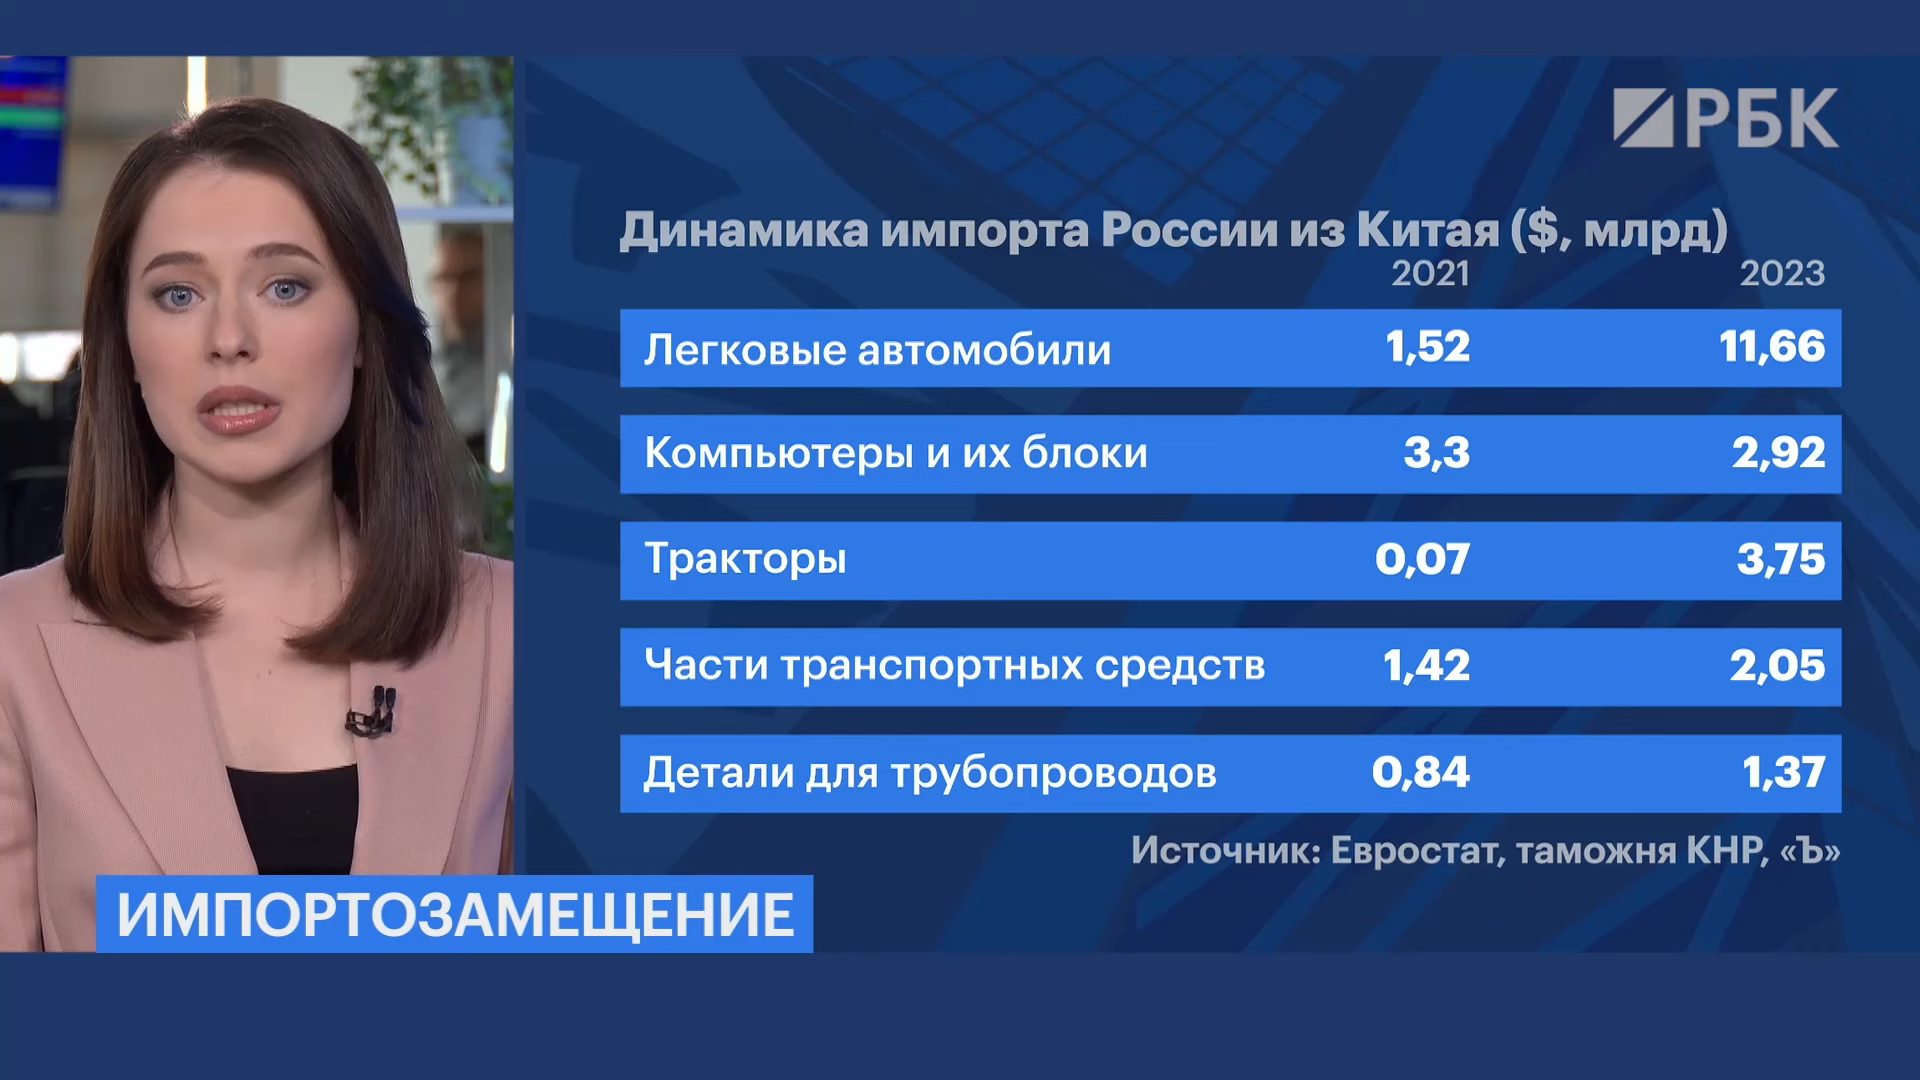 РБК
Динамика импорта России из Китая ($, млрд)
2021 2023
Легковые автомобили 1,52 11,66
Компьютеры и их блоки 3,3 2,92
Тракторы 0,07 3,75
Части транспортных средств 1,42 2,05
Детали для трубопроводов 0,84 1,37
Источник: Евростат, таможня КНР, «Ъ»
ИМПОРТОЗАМЕЩЕНИЕ